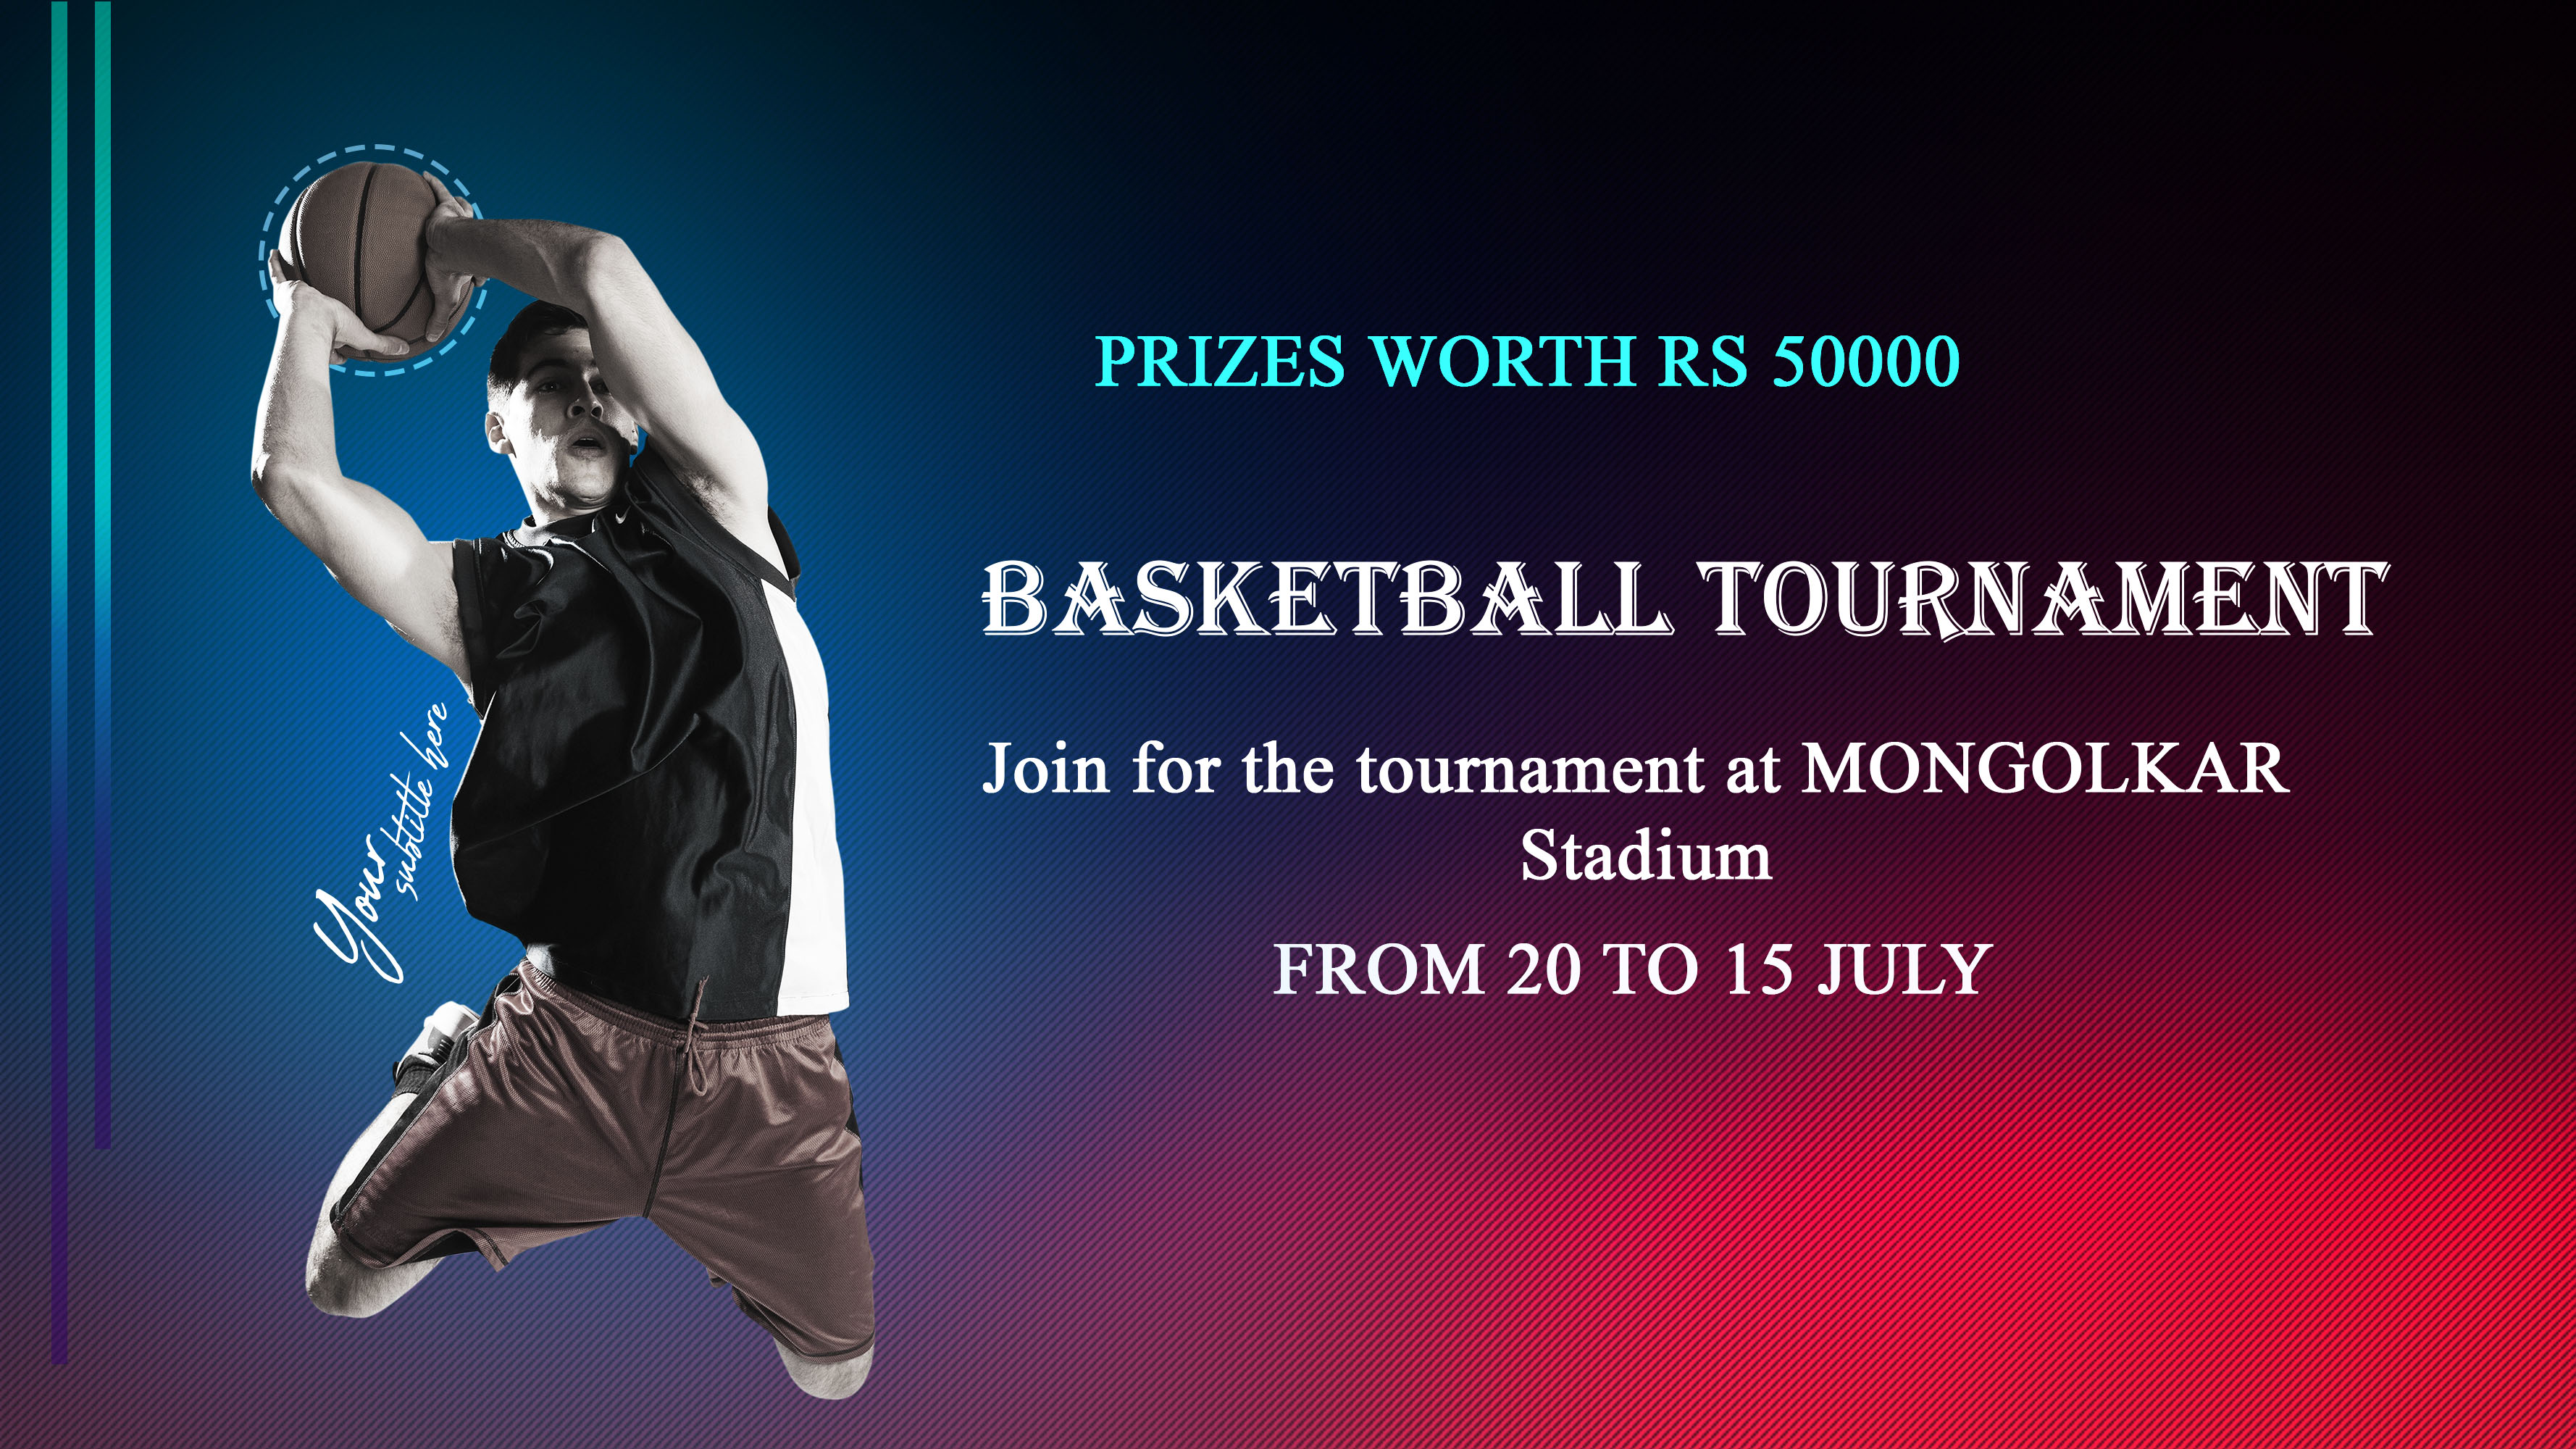 PRIZES WORTH RS 50000
BASKETBALL TOURNAMENT
Join for the tournament at MONGOLKAR
Stadium
FROM 20 TO 15 JULY
Your
subtitle here